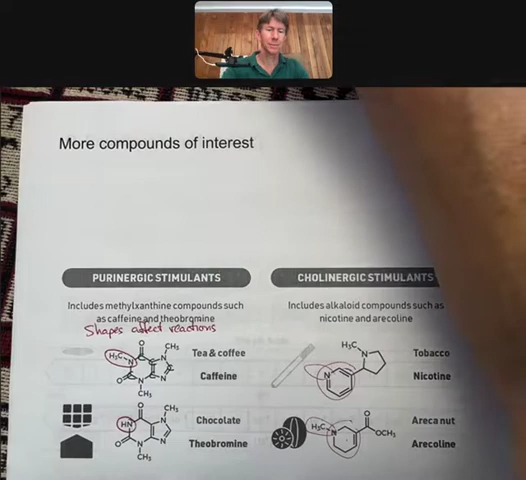 More compounds of interest
PURINERGIC STIMULANTS
CHOLINERGIC STIMULANTS
Includes methylxanthine compounds such
as caffeine and theobromine
Includes alkaloid compounds such as
nicotine and arecoline
Shapes affect reactions
O
CH₃
H₃C
N
N
N
N
O
CH₃
Tea & coffee
Caffeine
H₃C
N
N
Tobacco
Nicotine
O
CH₃
HN
N
N
N
O
CH₃
Chocolate
Theobromine
H₃C
N
O
OCH₃
Areca nut
Arecoline